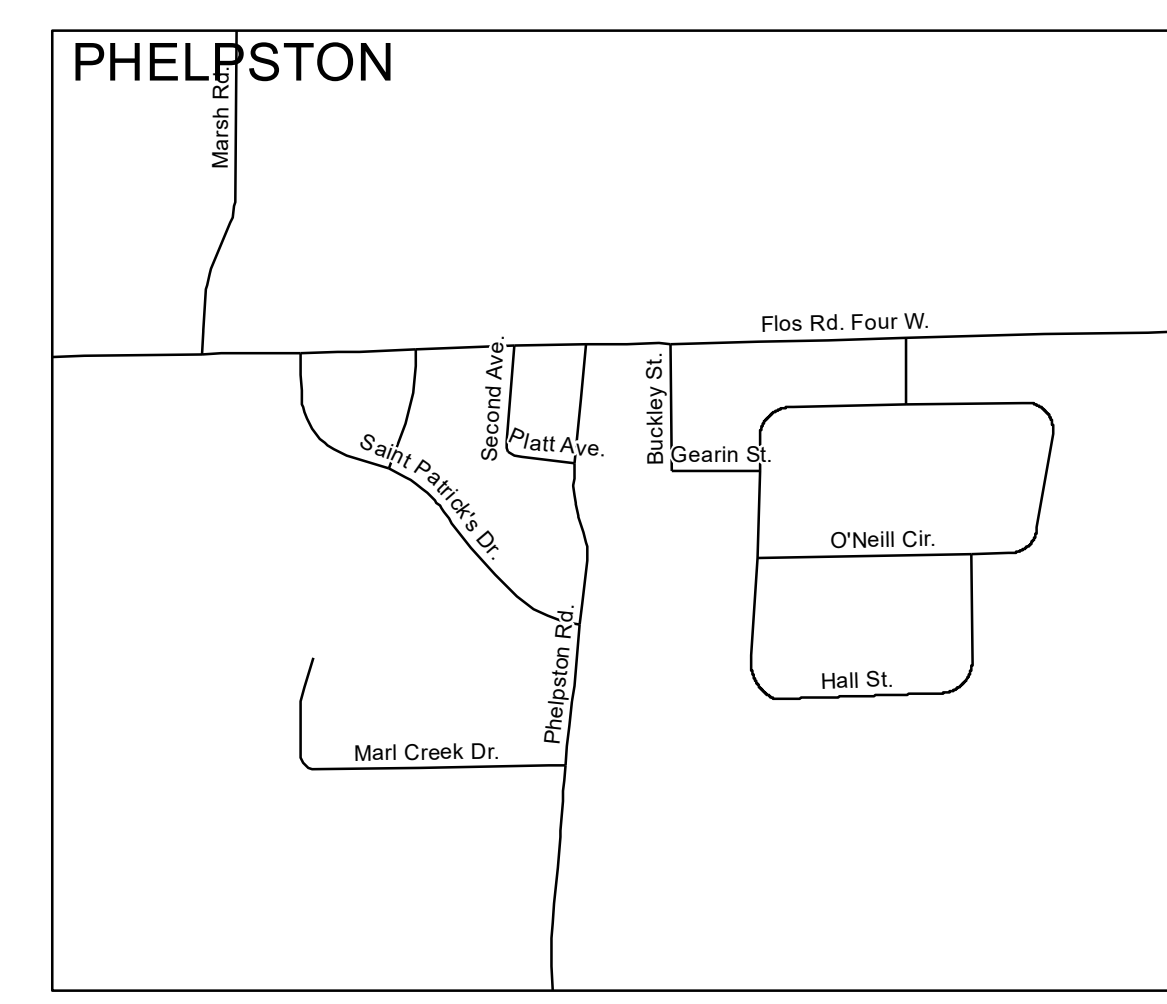 PHELPSTON
Marsh Rd.
Flos Rd. Four W.
Second Ave.
Buckley St.
Platt Ave.
Saint Patrick's Dr.
Gearin St.
O'Neill Cir.
Phelpston Rd.
Hall St.
Marl Creek Dr.